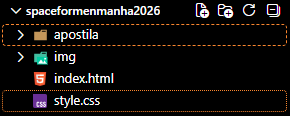 spaceformenmanha2026
apostila
img
index.html
style.css